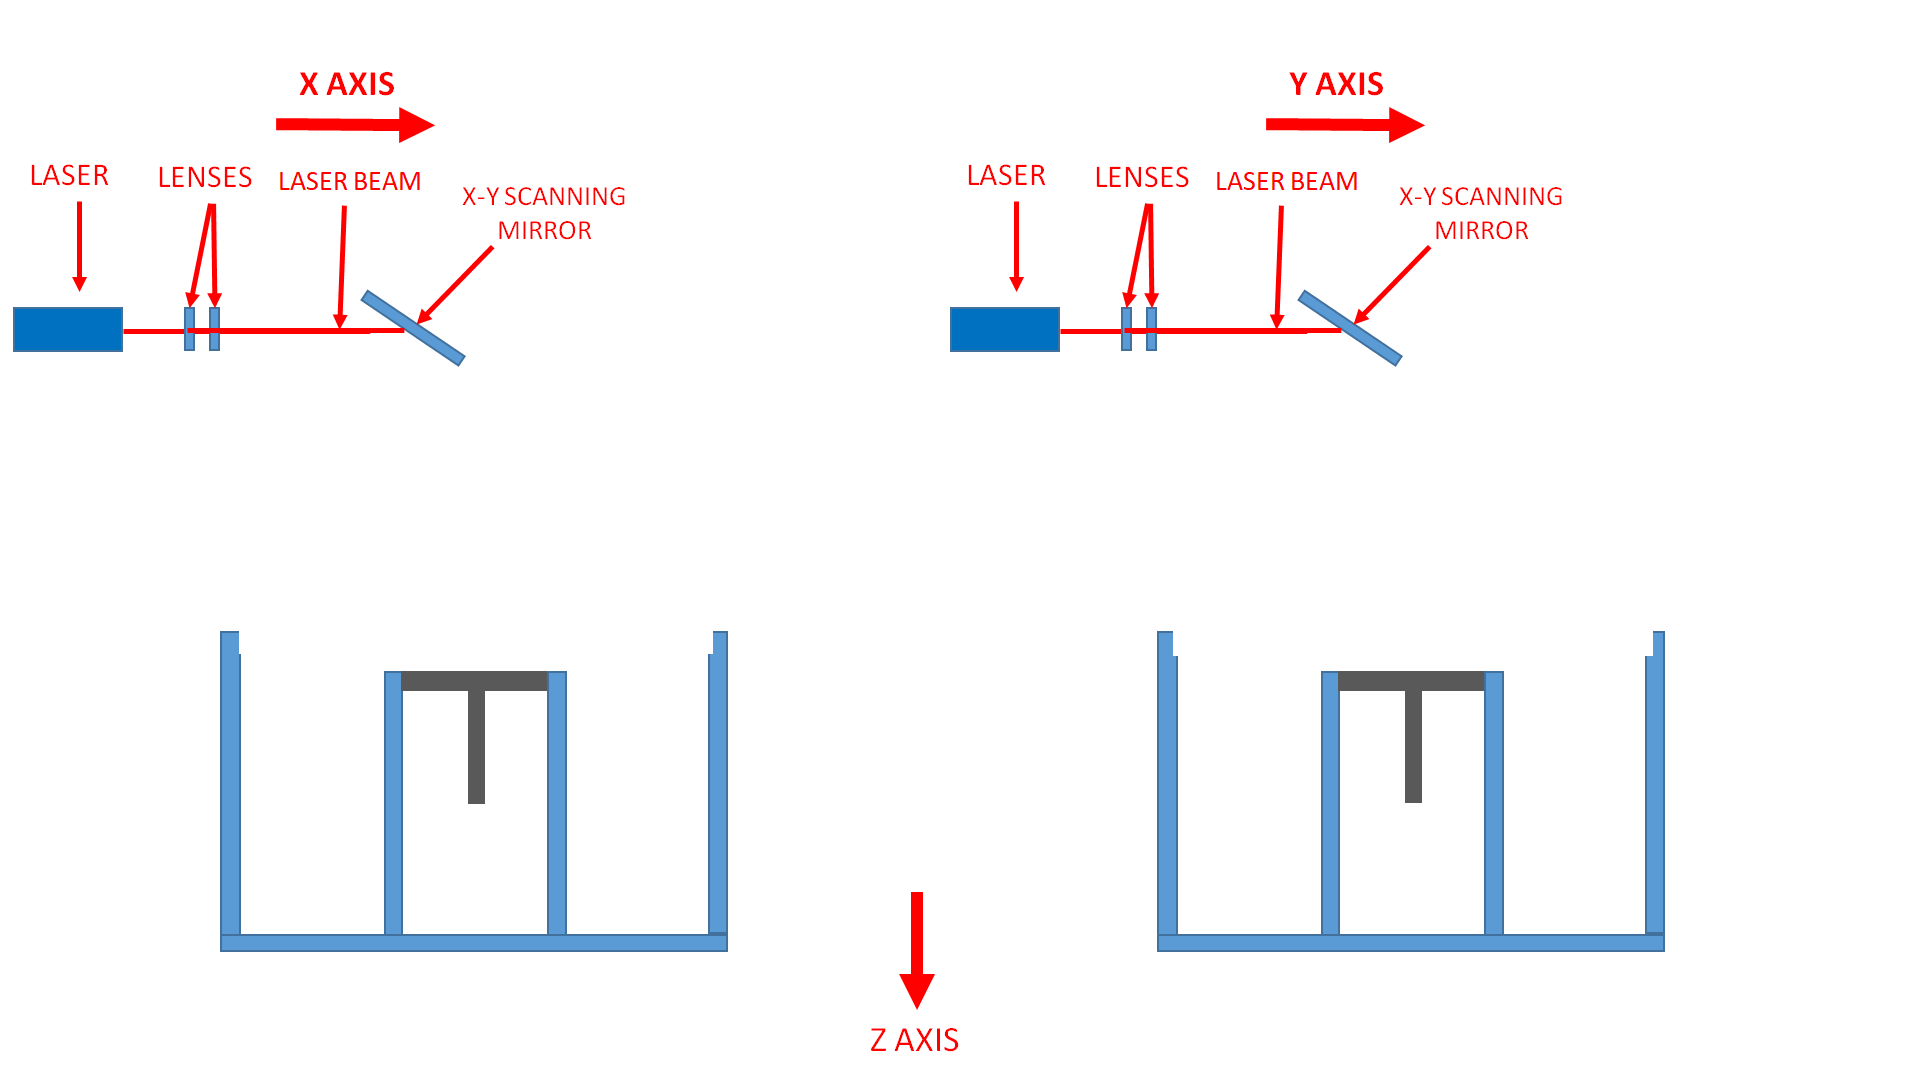 X AXIS
LASER
LENSES
LASER BEAM
X-Y SCANNING
MIRROR
Y AXIS
LASER
LENSES
LASER BEAM
X-Y SCANNING
MIRROR
Z AXIS